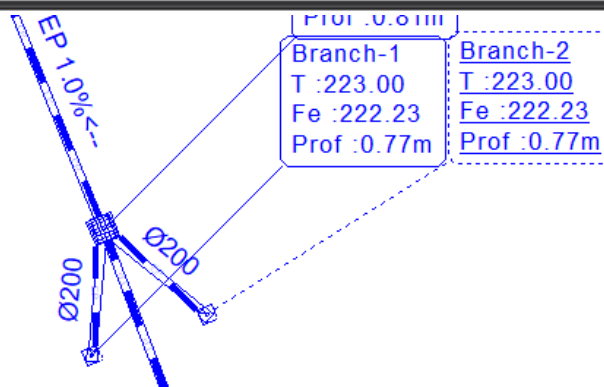 Prof :0.81m
EP 1.0%<--
Branch-1
T :223.00
Fe :222.23
Prof :0.77m
Branch-2
T :223.00
Fe :222.23
Prof :0.77m
Ø200
Ø200